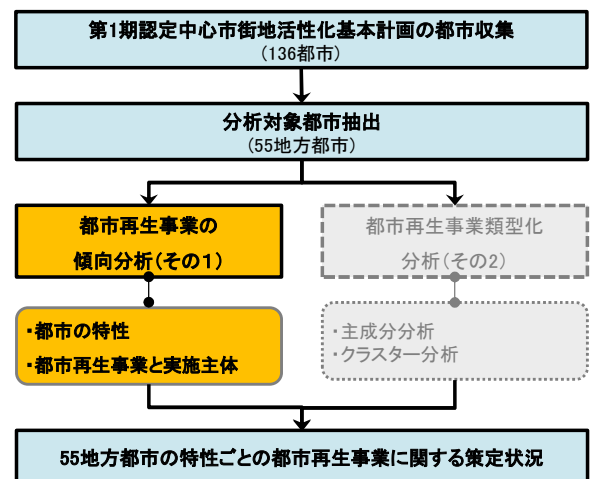 第1期認定中心市街地活性化基本計画の都市収集
(136都市)
分析対象都市抽出
(55地方都市)
都市再生事業の
傾向分析(その1)
都市再生事業類型化
分析(その2)
・都市の特性
・都市再生事業と実施主体
・主成分分析
・クラスター分析
55地方都市の特性ごとの都市再生事業に関する策定状況